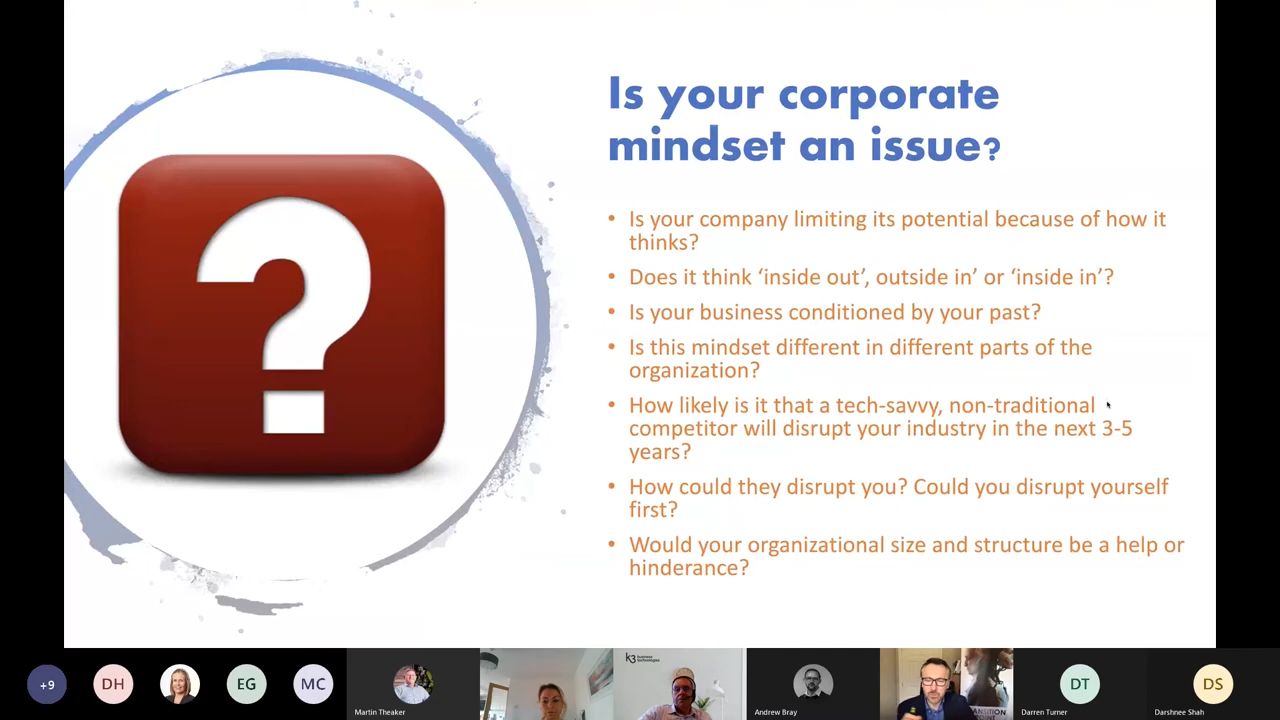 Is your corporate
mindset an issue?
• Is your company limiting its potential because of how it
thinks?
• Does it think ‘inside out’, outside in’ or ‘inside in’?
• Is your business conditioned by your past?
• Is this mindset different in different parts of the
organization?
• How likely is it that a tech-savvy, non-traditional
competitor will disrupt your industry in the next 3-5
years?
• How could they disrupt you? Could you disrupt yourself
first?
• Would your organizational size and structure be a help or
hinderance?
+9
DH
EG
MC
Martin Theaker
k3 business
technologies
Andrew Bray
DT
Darren Turner
DS
Darshnee Shah